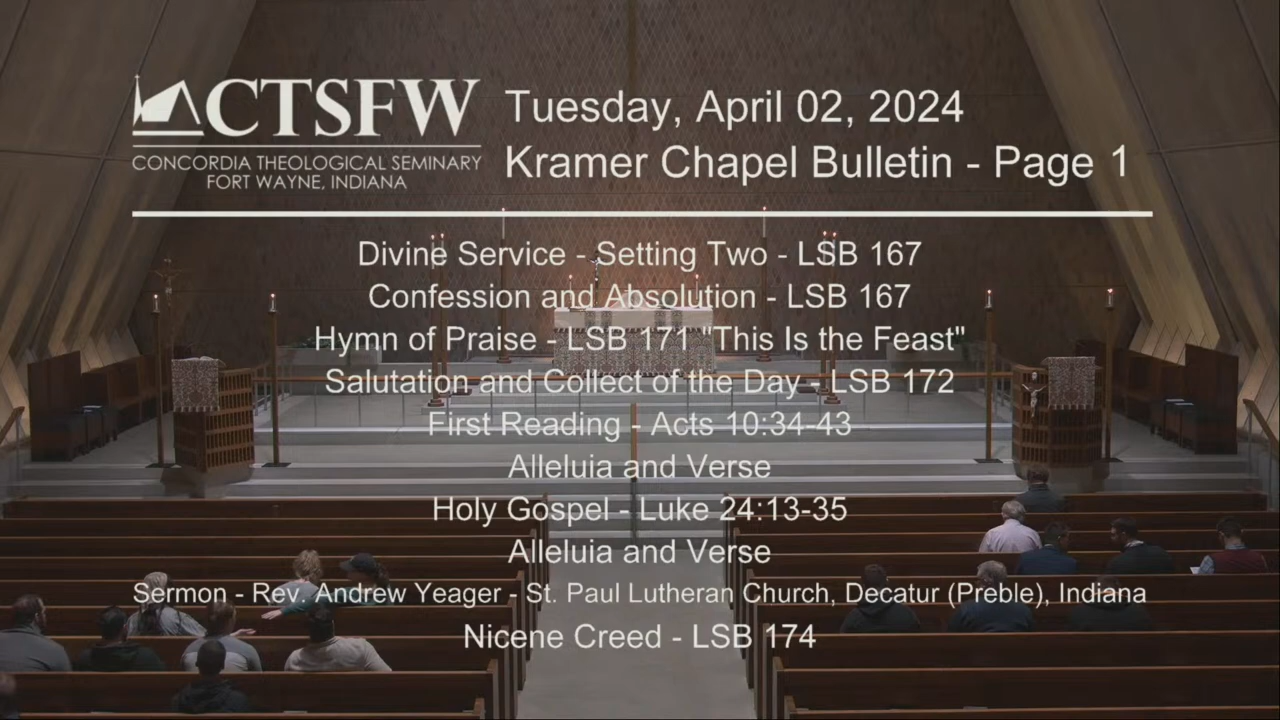 CTSFW
CONCORDIA THEOLOGICAL SEMINARY
FORT WAYNE, INDIANA
Tuesday, April 02, 2024
Kramer Chapel Bulletin - Page 1
Divine Service - Setting Two - LSB 167
Confession and Absolution - LSB 167
Hymn of Praise - LSB 171 "This Is the Feast"
Salutation and Collect of the Day - LSB 172
First Reading - Acts 10:34-43
Alleluia and Verse
Holy Gospel - Luke 24:13-35
Alleluia and Verse
Sermon - Rev. Andrew Yeager - St. Paul Lutheran Church, Decatur (Preble), Indiana
Nicene Creed - LSB 174